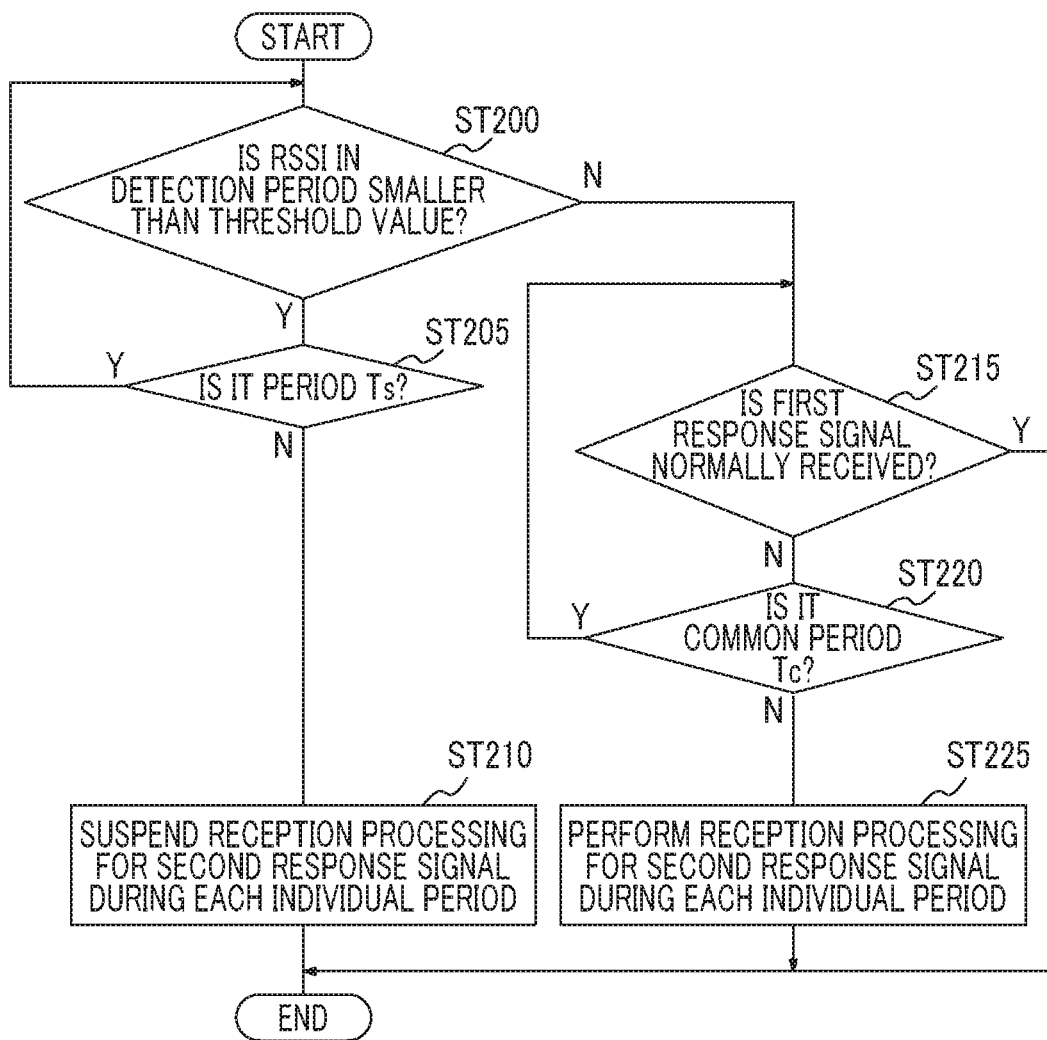 START
ST200
IS RSSI IN
DETECTION PERIOD SMALLER
THAN THRESHOLD VALUE?
N
Y
ST205
Y
IS IT PERIOD Ts?
N
ST215
IS FIRST
RESPONSE SIGNAL
NORMALLY RECEIVED?
Y
N
ST220
Y
IS IT
COMMON PERIOD
Tc?
N
ST210
SUSPEND RECEPTION PROCESSING
FOR SECOND RESPONSE SIGNAL
DURING EACH INDIVIDUAL PERIOD
ST225
PERFORM RECEPTION PROCESSING
FOR SECOND RESPONSE SIGNAL
DURING EACH INDIVIDUAL PERIOD
END